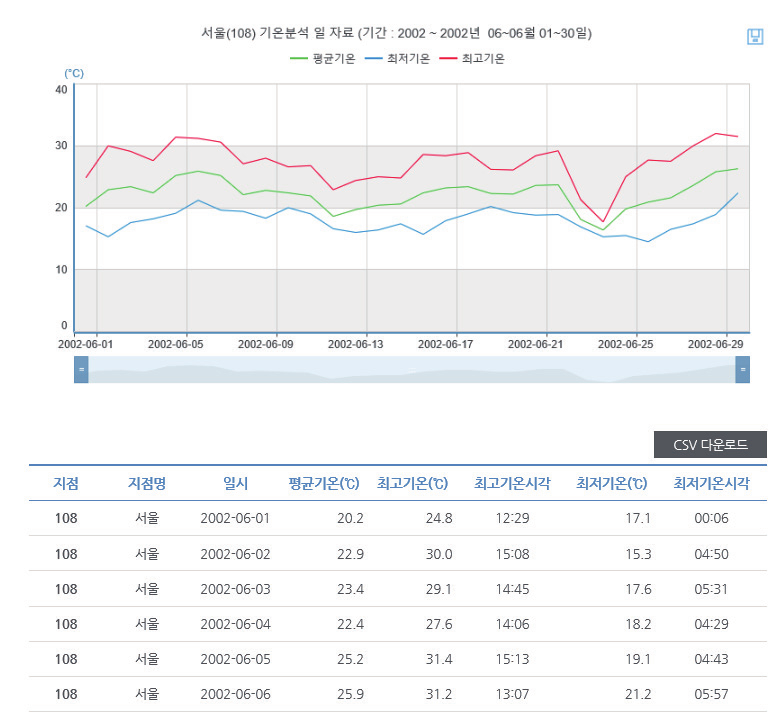 서울(108) 기온분석 일 자료 (기간 : 2002 ~ 2002년 06~06월 01~30일)
평균기온 최저기온 최고기온
(℃)
40
30
20
10
0
2002-06-01 2002-06-05 2002-06-09 2002-06-13 2002-06-17 2002-06-21 2002-06-25 2002-06-29
CSV 다운로드
지점 지점명 일시 평균기온(℃) 최고기온(℃) 최고기온시각 최저기온(℃) 최저기온시각
108 서울 2002-06-01 20.2 24.8 12:29 17.1 00:06
108 서울 2002-06-02 22.9 30.0 15:08 15.3 04:50
108 서울 2002-06-03 23.4 29.1 14:45 17.6 05:31
108 서울 2002-06-04 22.4 27.6 14:06 18.2 04:29
108 서울 2002-06-05 25.2 31.4 15:13 19.1 04:43
108 서울 2002-06-06 25.9 31.2 13:07 21.2 05:57